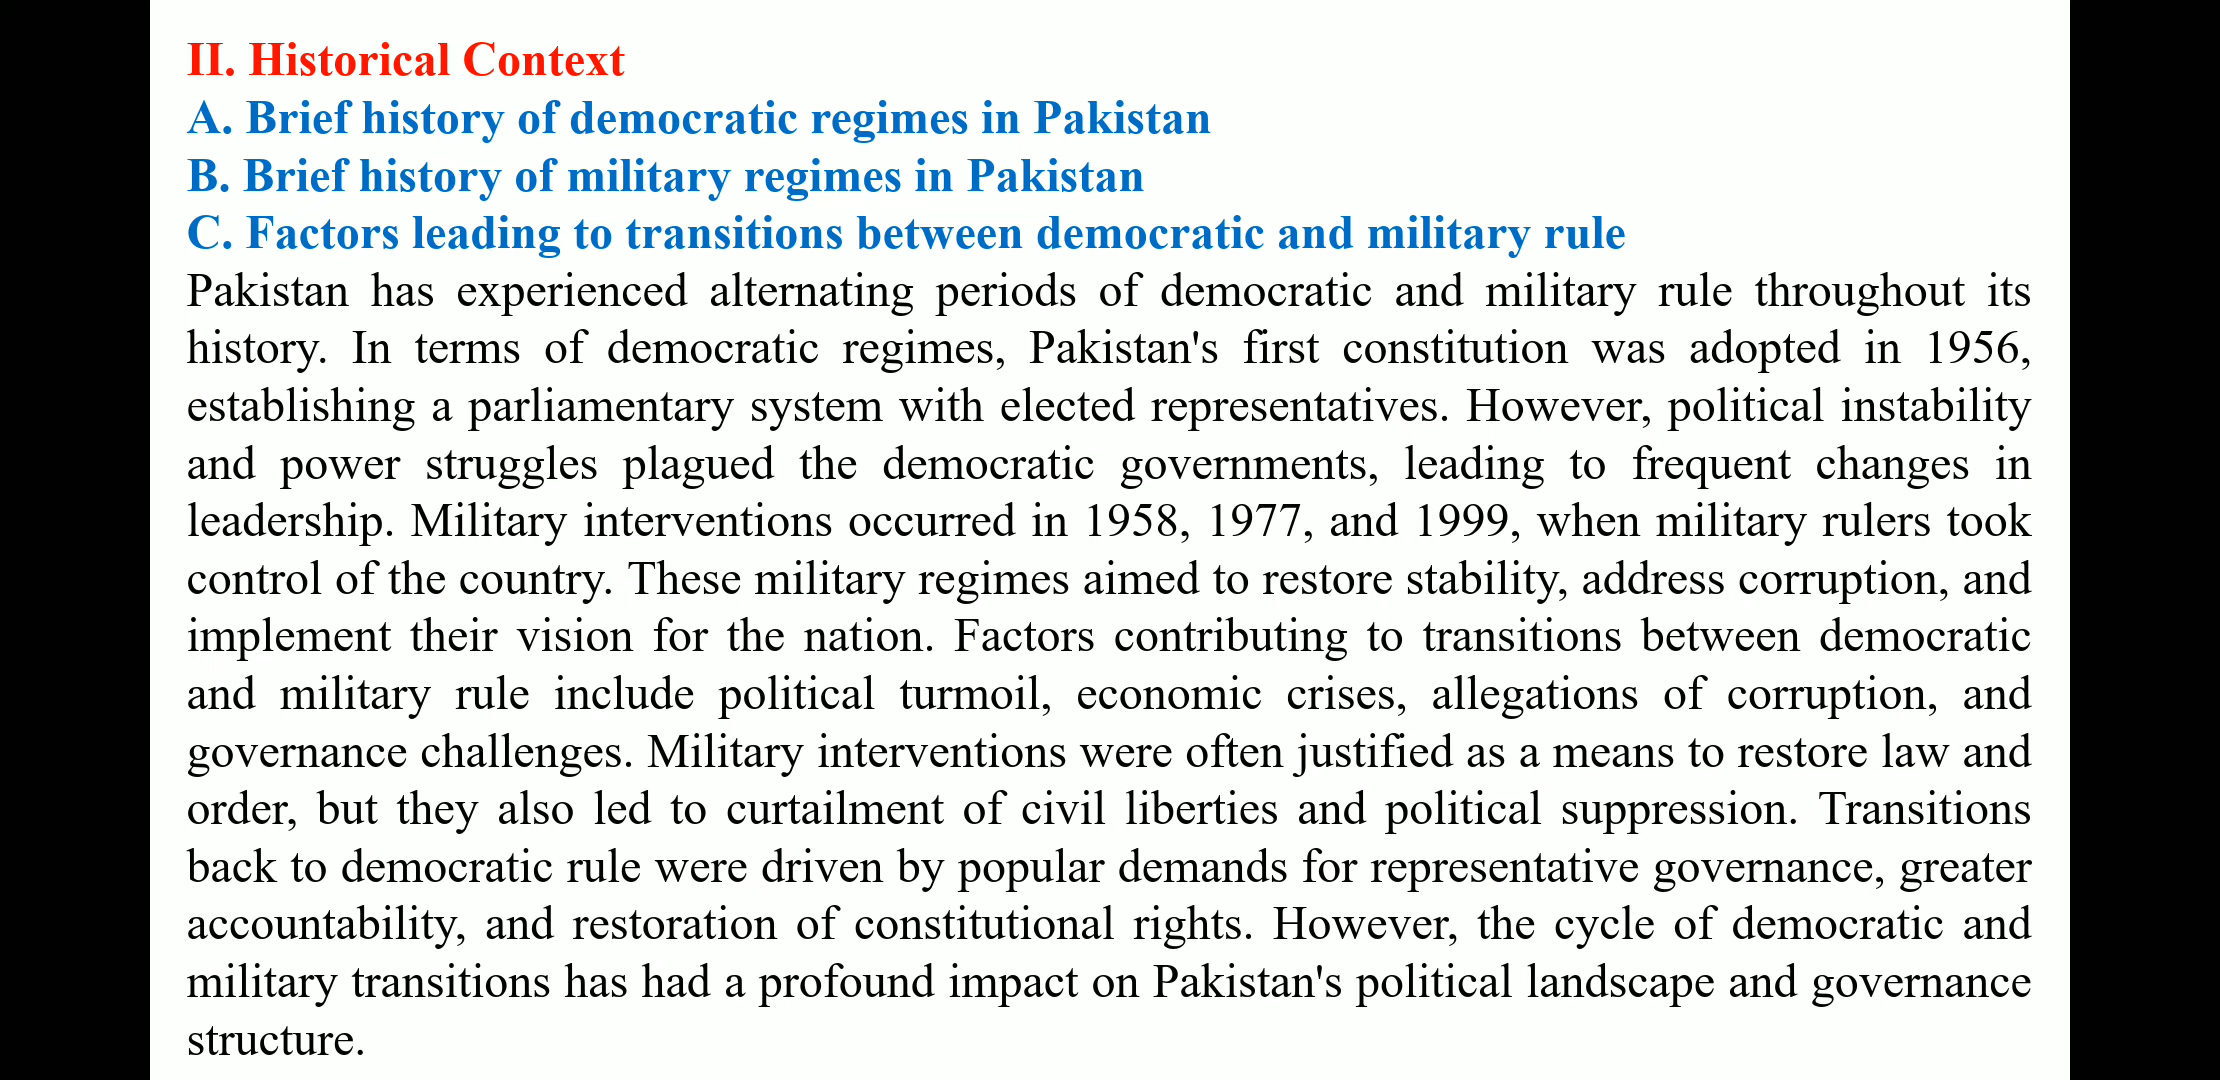 II. Historical Context
A. Brief history of democratic regimes in Pakistan
B. Brief history of military regimes in Pakistan
C. Factors leading to transitions between democratic and military rule
Pakistan has experienced alternating periods of democratic and military rule throughout its
history. In terms of democratic regimes, Pakistan's first constitution was adopted in 1956,
establishing a parliamentary system with elected representatives. However, political instability
and power struggles plagued the democratic governments, leading to frequent changes in
leadership. Military interventions occurred in 1958, 1977, and 1999, when military rulers took
control of the country. These military regimes aimed to restore stability, address corruption, and
implement their vision for the nation. Factors contributing to transitions between democratic
and military rule include political turmoil, economic crises, allegations of corruption, and
governance challenges. Military interventions were often justified as a means to restore law and
order, but they also led to curtailment of civil liberties and political suppression. Transitions
back to democratic rule were driven by popular demands for representative governance, greater
accountability, and restoration of constitutional rights. However, the cycle of democratic and
military transitions has had a profound impact on Pakistan's political landscape and governance
structure.